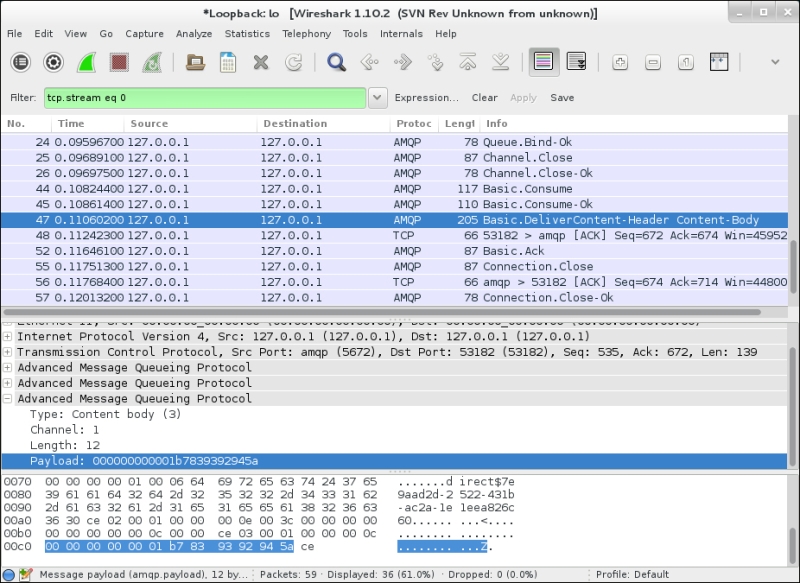 *Loopback: lo   [Wireshark 1.10.2  (SVN Rev Unknown from unknown)]
File Edit View Go Capture Analyze Statistics Telephony Tools Internals Help
Filter: tcp.stream eq 0 Expression... Clear Apply Save
No. Time Source Destination Protoc Lengt Info
24 0.09596700 127.0.0.1 127.0.0.1 AMQP 78 Queue.Bind-Ok
25 0.09689100 127.0.0.1 127.0.0.1 AMQP 87 Channel.Close
26 0.09697500 127.0.0.1 127.0.0.1 AMQP 78 Channel.Close-Ok
44 0.10824400 127.0.0.1 127.0.0.1 AMQP 117 Basic.Consume
45 0.10861400 127.0.0.1 127.0.0.1 AMQP 110 Basic.Consume-Ok
47 0.11060200 127.0.0.1 127.0.0.1 AMQP 205 Basic.DeliverContent-Header Content-Body
48 0.11242300 127.0.0.1 127.0.0.1 TCP 66 53182 > amqp [ACK] Seq=672 Ack=674 Win=45952
52 0.11646100 127.0.0.1 127.0.0.1 AMQP 87 Basic.Ack
55 0.11751300 127.0.0.1 127.0.0.1 AMQP 87 Connection.Close
56 0.11768400 127.0.0.1 127.0.0.1 TCP 66 amqp > 53182 [ACK] Seq=674 Ack=714 Win=44800
57 0.12013200 127.0.0.1 127.0.0.1 AMQP 78 Connection.Close-Ok
Internet Protocol Version 4, Src: 127.0.0.1 (127.0.0.1), Dst: 127.0.0.1 (127.0.0.1)
Transmission Control Protocol, Src Port: amqp (5672), Dst Port: 53182 (53182), Seq: 535, Ack: 672, Len: 139
Advanced Message Queueing Protocol
Advanced Message Queueing Protocol
Advanced Message Queueing Protocol
Type: Content body (3)
Channel: 1
Length: 12
Payload: 000000000001b7839392945a
0070 00 00 00 00 01 00 06 64 69 72 65 63 74 24 37 65 .......d irect$7e
0080 39 61 61 64 32 64 2d 32 35 32 32 2d 34 33 31 62 9aad2d-2 522-431b
0090 2d 61 63 32 61 2d 31 65 31 65 65 61 38 32 36 63 -ac2a-1e 1eea826c
00a0 36 30 ce 02 00 01 00 00 00 0e 00 3c 00 00 00 00 60...... ...<....
00b0 00 00 00 00 00 0c 00 00 00 ce 03 00 01 00 00 00 0c ........ ........
00c0 00 00 00 00 00 01 b7 83 93 92 94 5a ce ........ ...Z.
Message payload (amqp.payload), 12 by... Packets: 59 · Displayed: 36 (61.0%) · Dropped: 0 (0.0%) Profile: Default